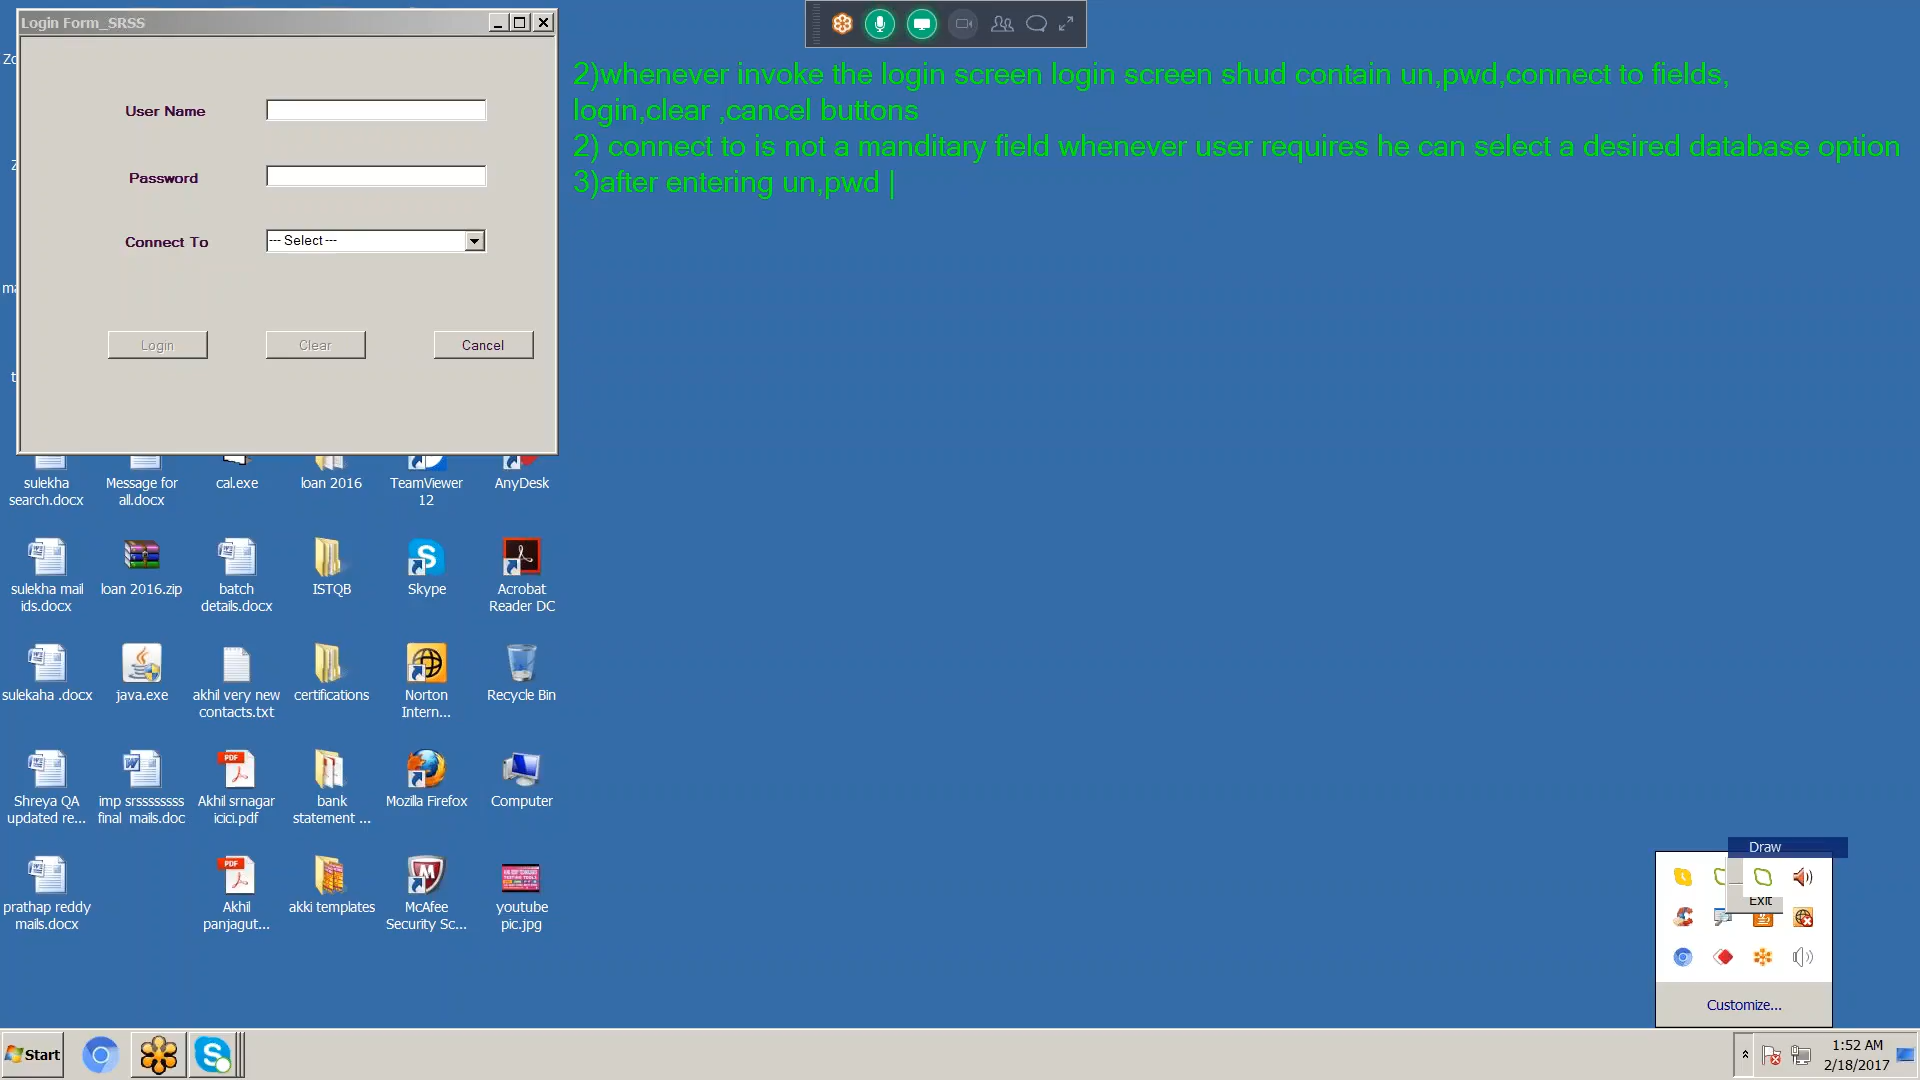 Login Form_SRSS
User Name
Password
Connect To
--- Select ---
Login
Clear
Cancel
2)whenever invoke the login screen login screen shud contain un,pwd,connect to fields,
login,clear ,cancel buttons
2) connect to is not a manditary field whenever user requires he can select a desired database option
3)after entering un,pwd
sulekha
search.docx
Message for
all.docx
cal.exe
loan 2016
TeamViewer
12
AnyDesk
sulekha mail
ids.docx
loan 2016.zip
batch
details.docx
ISTQB
Skype
Acrobat
Reader DC
sulekaha .docx
java.exe
akhil very new
contacts.txt
certifications
Norton
Intern...
Recycle Bin
Shreya QA
updated re...
imp srsssssssss
final mails.doc
Akhil srnagar
icici.pdf
bank
statement ...
Mozilla Firefox
Computer
prathap reddy
mails.docx
Akhil
panjagut...
akki templates
McAfee
Security Sc...
youtube
pic.jpg
Draw
Exit
Customize...
Start
1:52 AM
2/18/2017